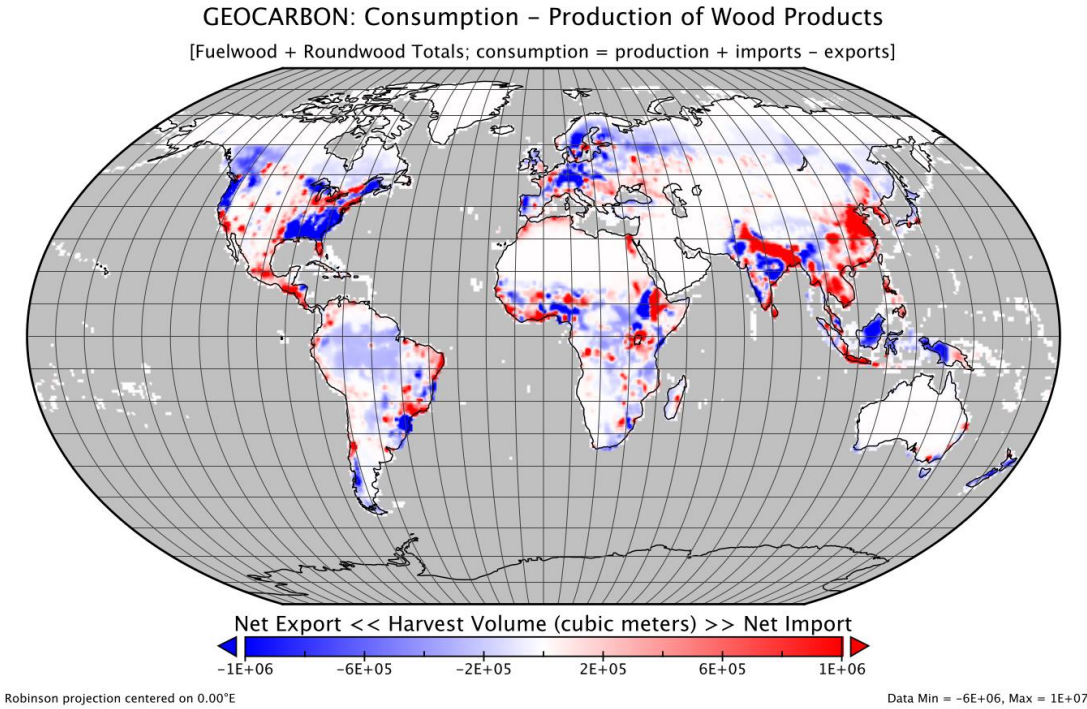 GEOCARBON: Consumption – Production of Wood Products
[Fuelwood + Roundwood Totals; consumption = production + imports – exports]
Net Export << Harvest Volume (cubic meters) >> Net Import
-1E+06 -6E+05 -2E+05 2E+05 6E+05 1E+06
Robinson projection centered on 0.00°E Data Min = -6E+06, Max = 1E+07